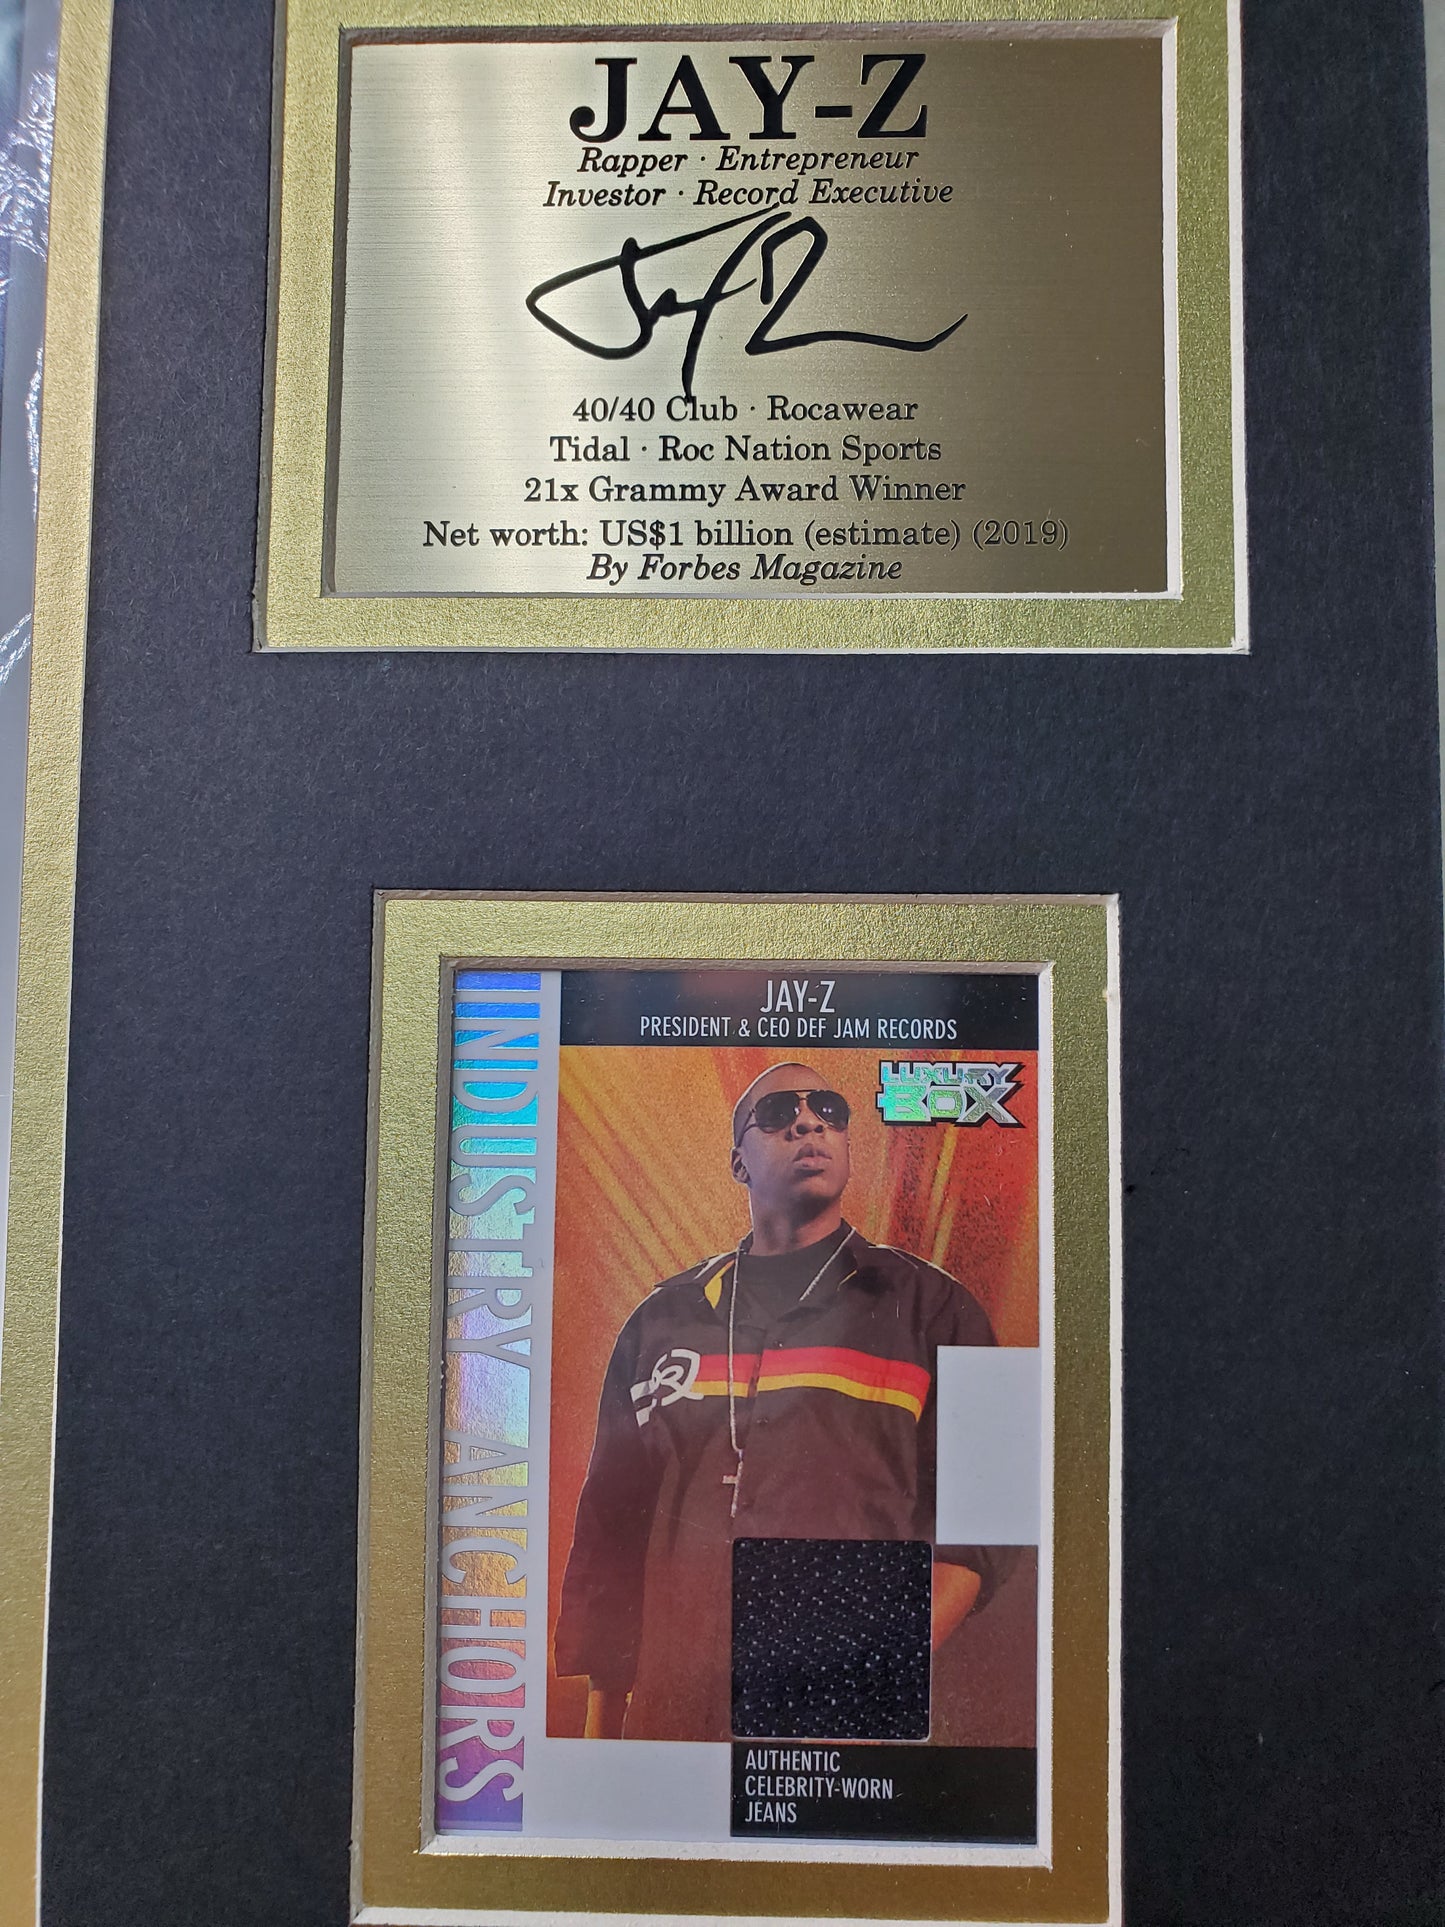 JAY-Z
Rapper · Entrepreneur
Investor · Record Executive
Jay Z
40/40 Club · Rocawear
Tidal · Roc Nation Sports
21x Grammy Award Winner
Net worth: US$1 billion (estimate) (2019)
By Forbes Magazine
INDUSTRY ANCHORS
JAY-Z
PRESIDENT & CEO DEF JAM RECORDS
LUXURY
BOX
AUTHENTIC
CELEBRITY-WORN
JEANS